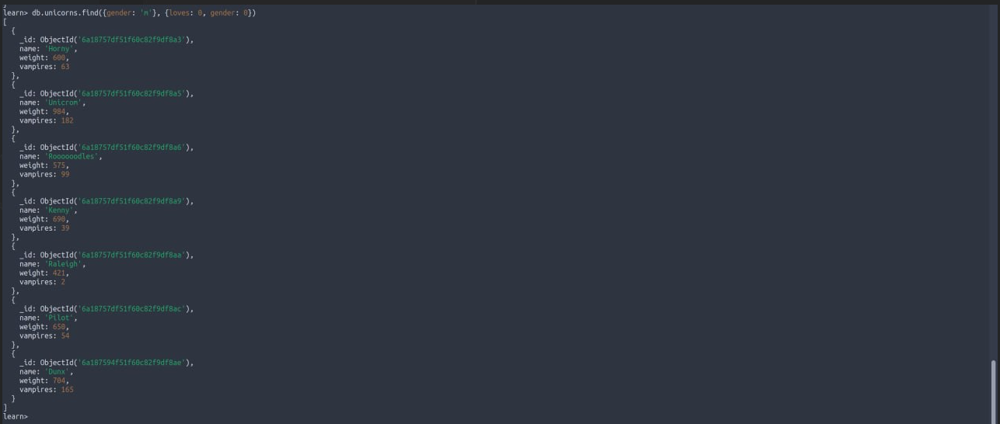 learn> db.unicorns.find({gender: 'm'}, {loves: 0, gender: 0})
[
  {
    _id: ObjectId('6a18757df51f60c82f9df8a3'),
    name: 'Horny',
    weight: 600,
    vampires: 63
  },
  {
    _id: ObjectId('6a18757df51f60c82f9df8a5'),
    name: 'Unicrom',
    weight: 984,
    vampires: 182
  },
  {
    _id: ObjectId('6a18757df51f60c82f9df8a6'),
    name: 'Roooooodles',
    weight: 575,
    vampires: 99
  },
  {
    _id: ObjectId('6a18757df51f60c82f9df8a9'),
    name: 'Kenny',
    weight: 690,
    vampires: 39
  },
  {
    _id: ObjectId('6a18757df51f60c82f9df8aa'),
    name: 'Raleigh',
    weight: 421,
    vampires: 2
  },
  {
    _id: ObjectId('6a18757df51f60c82f9df8ac'),
    name: 'Pilot',
    weight: 650,
    vampires: 54
  },
  {
    _id: ObjectId('6a187594f51f60c82f9df8ae'),
    name: 'Dunx',
    weight: 704,
    vampires: 165
  }
]
learn>